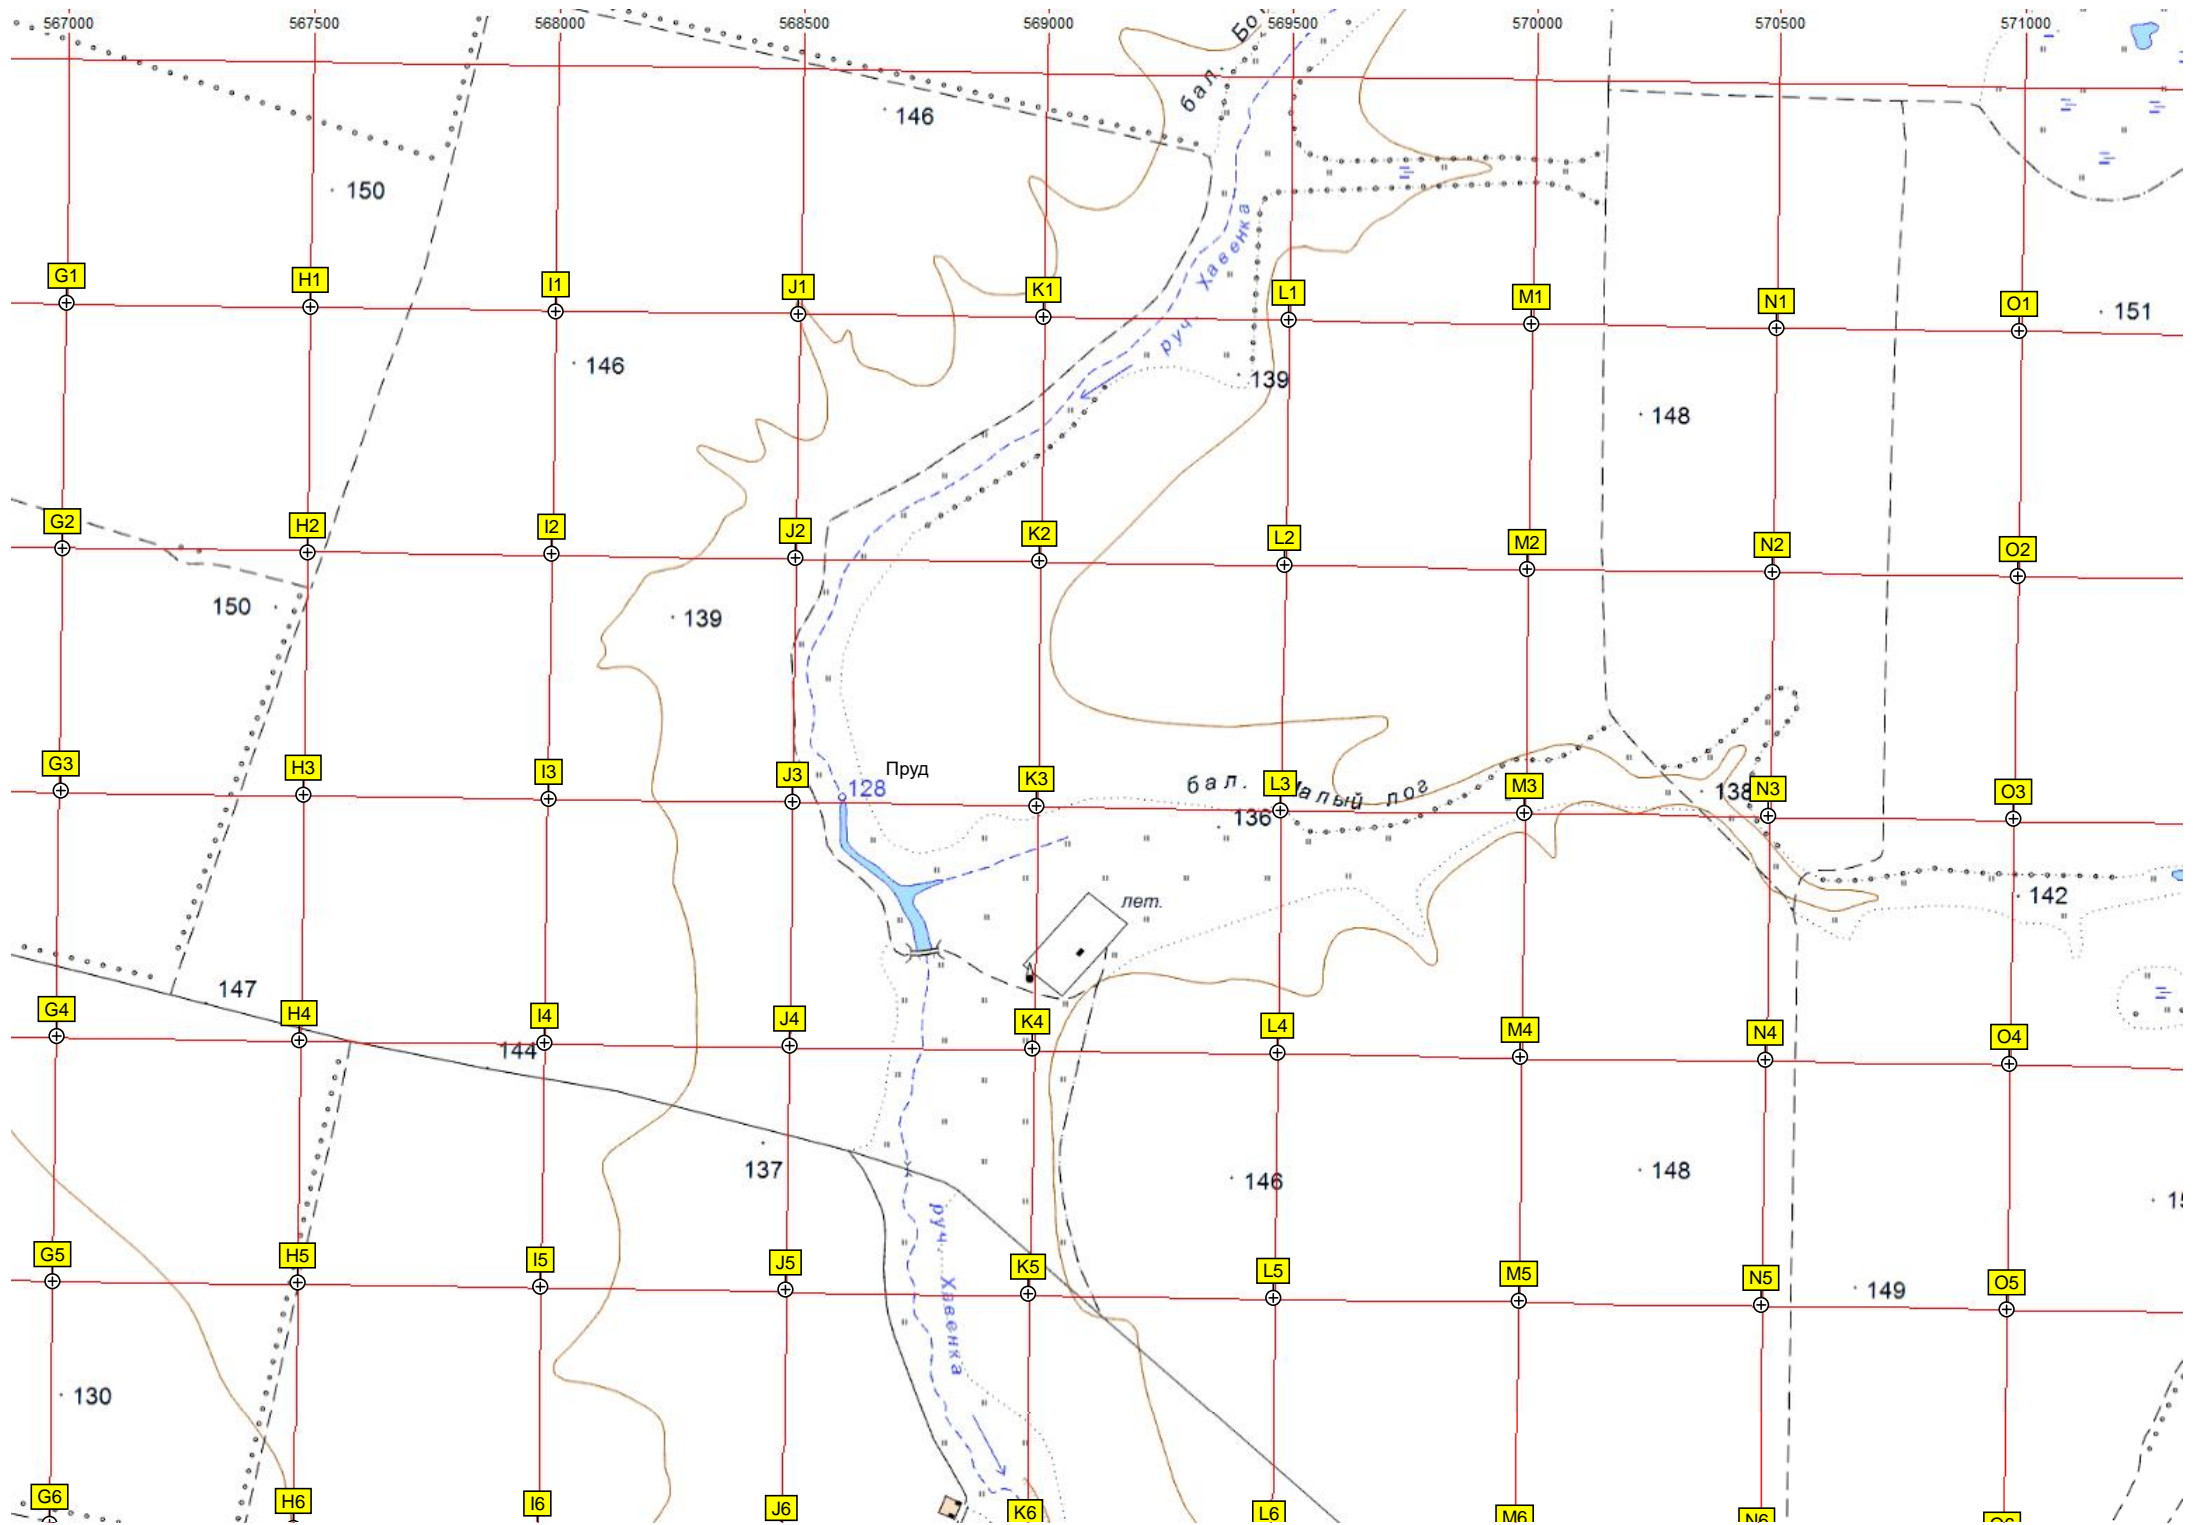 567000 567500 568000 568500 569000 569500 570000 570500 571000
бал. Бо
146
150
руч. Хавенка
G1 H1 I1 J1 K1 L1 M1 N1 O1
151
146
139
148
G2 H2 I2 J2 K2 L2 M2 N2 O2
150
139
G3 H3 I3 J3 K3 L3 M3 N3 O3
128
Пруд
бал. алый лог
136
138
142
лет.
147
G4 H4 I4 J4 K4 L4 M4 N4 O4
144
137
146
148
руч. Хавенка
G5 H5 I5 J5 K5 L5 M5 N5 O5
149
130
G6 H6 I6 J6 K6 L6 M6 N6